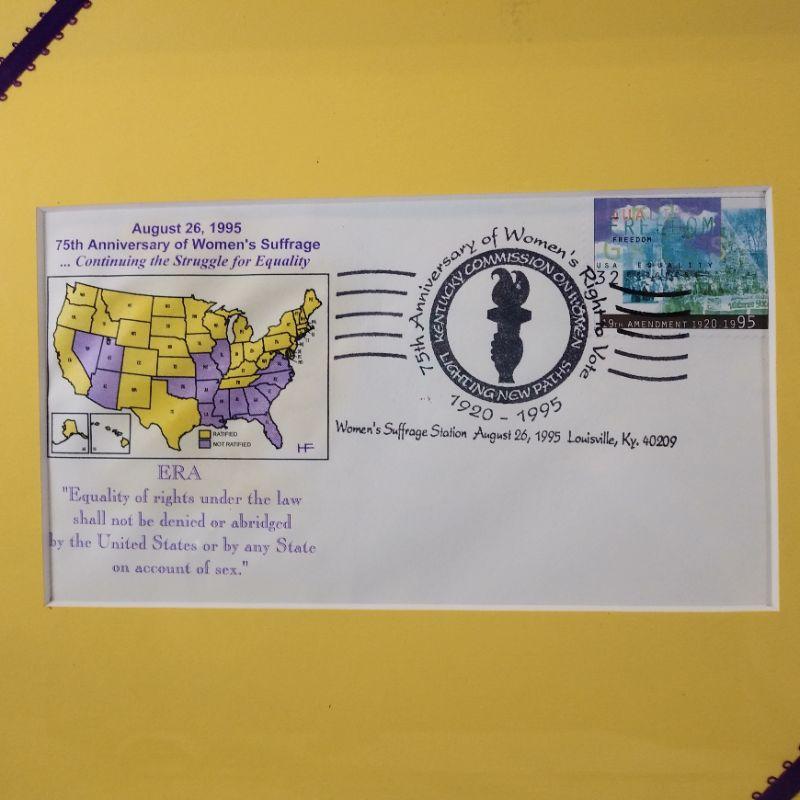 August 26, 1995
75th Anniversary of Women's Suffrage
... Continuing the Struggle for Equality
RATIFIED
NOT RATIFIED
HF
ERA
"Equality of rights under the law
shall not be denied or abridged
by the United States or by any State
on account of sex."
75th Anniversary of Women's Right to Vote
KENTUCKY COMMISSION ON WOMEN
LIGHTING NEW PATHS
1920 - 1995
Women's Suffrage Station August 26, 1995 Louisville, Ky. 40209
FREEDOM
FREEDOM
USA EQUALITY
32
19TH AMENDMENT 1920-1995